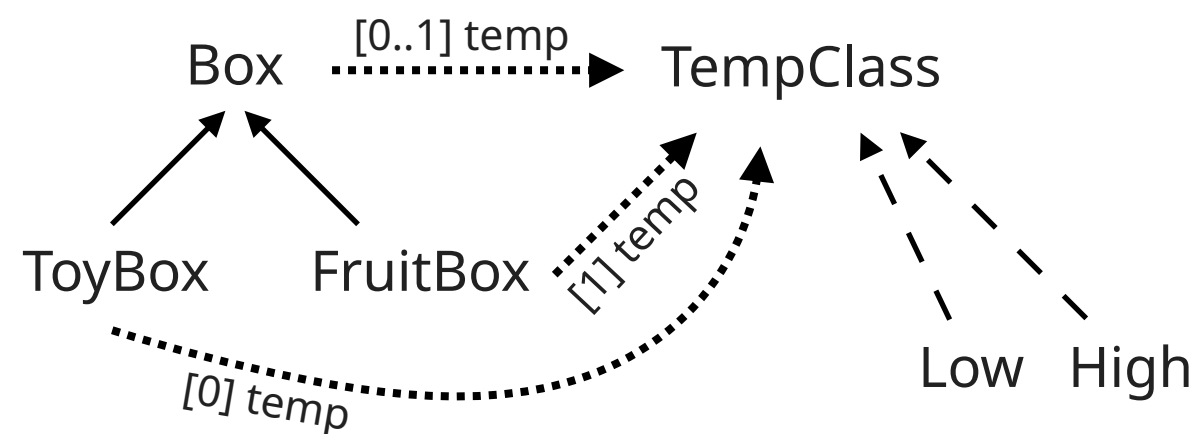 [0..1] temp
Box
TempClass
[1] temp
ToyBox
FruitBox
Low
High
[0] temp